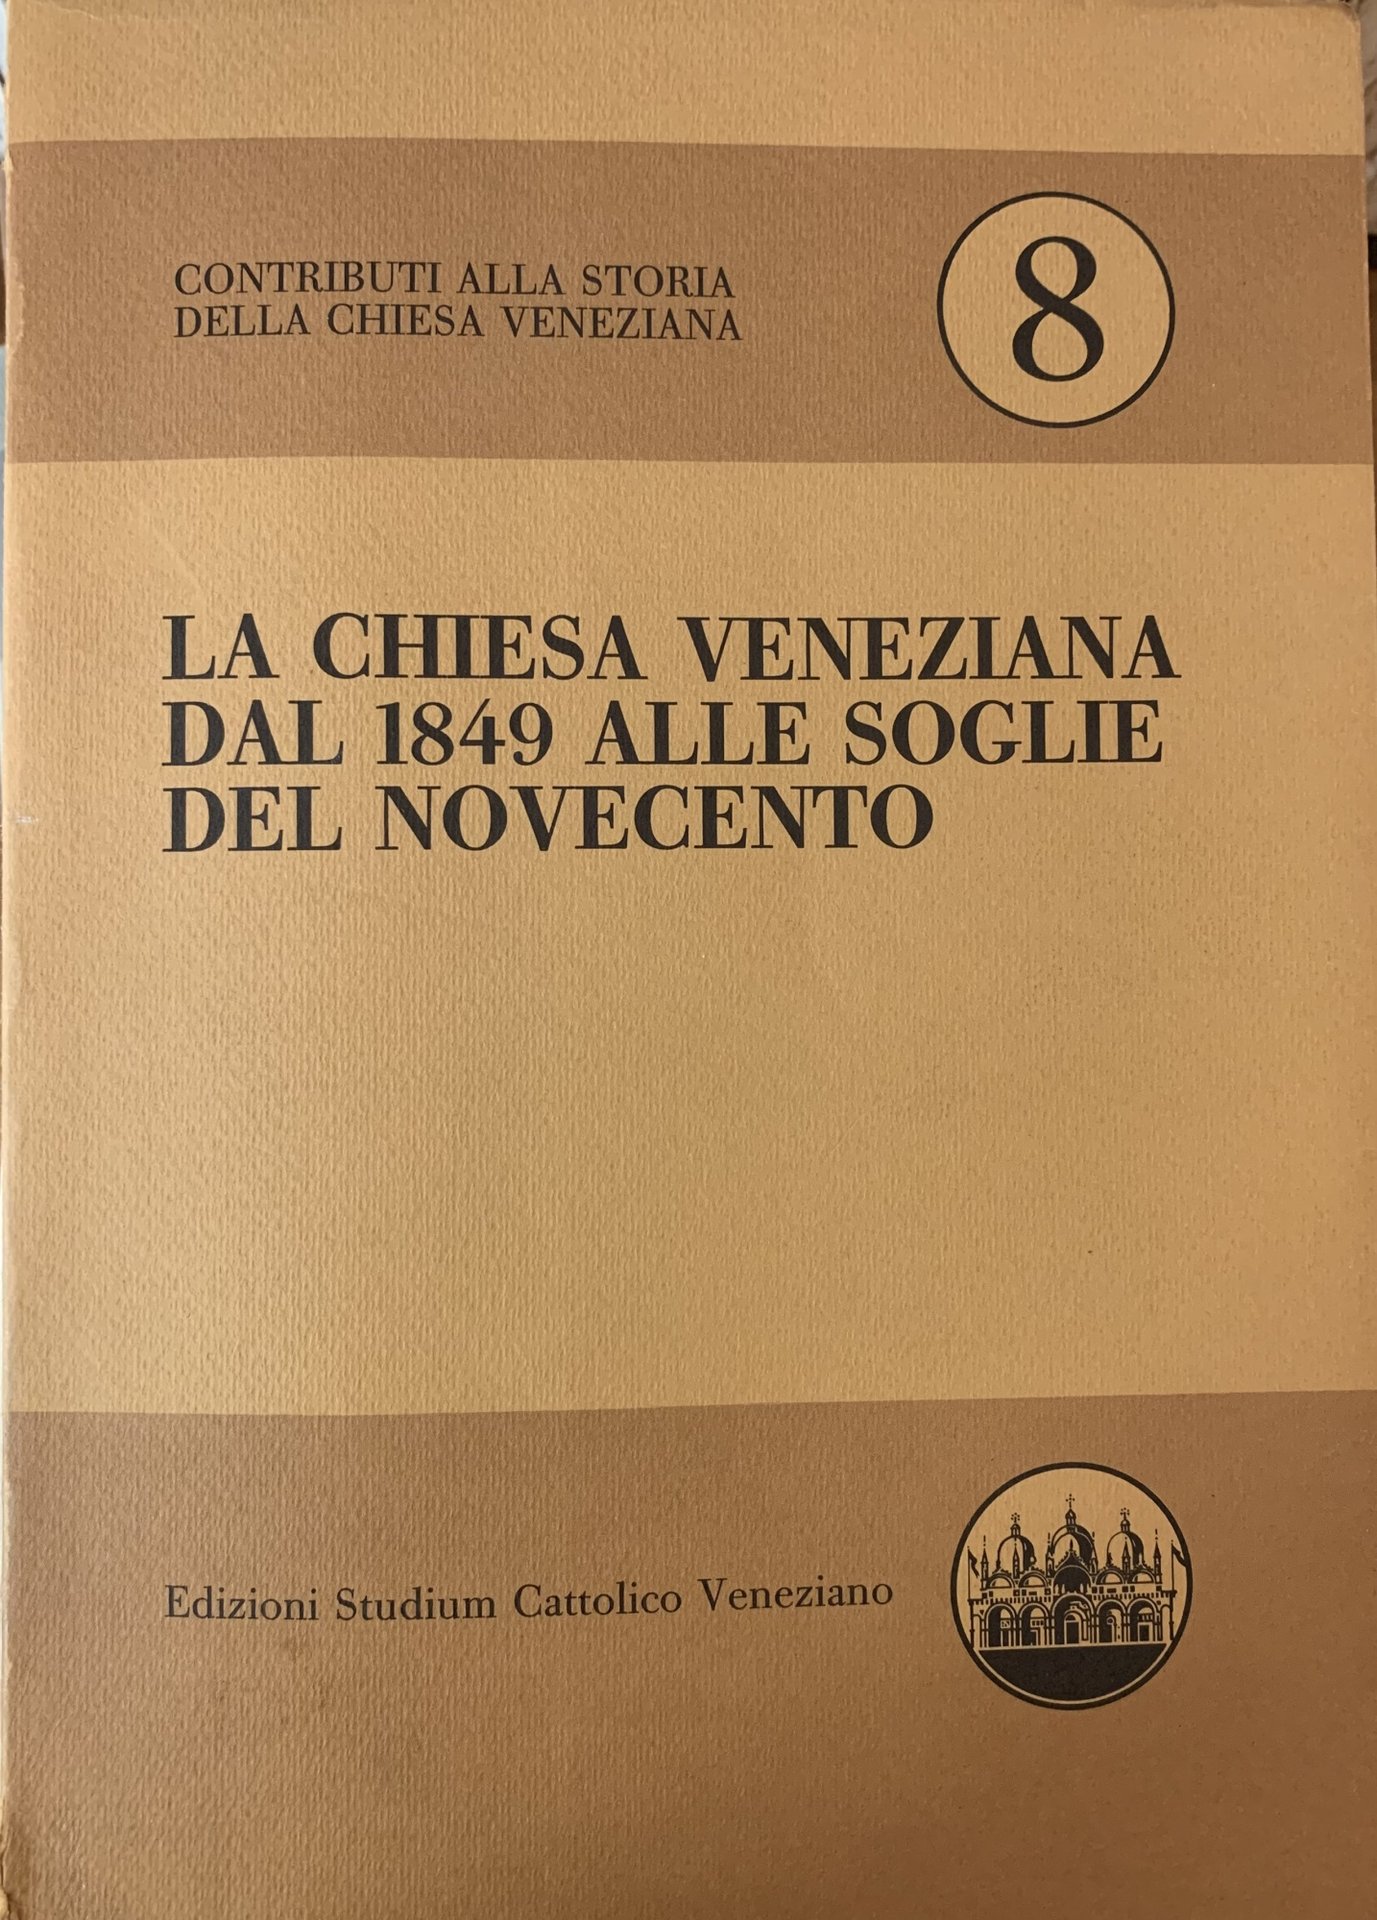 CONTRIBUTI ALLA STORIA
DELLA CHIESA VENEZIANA
8
LA CHIESA VENEZIANA
DAL 1849 ALLE SOGLIE
DEL NOVECENTO
Edizioni Studium Cattolico Veneziano